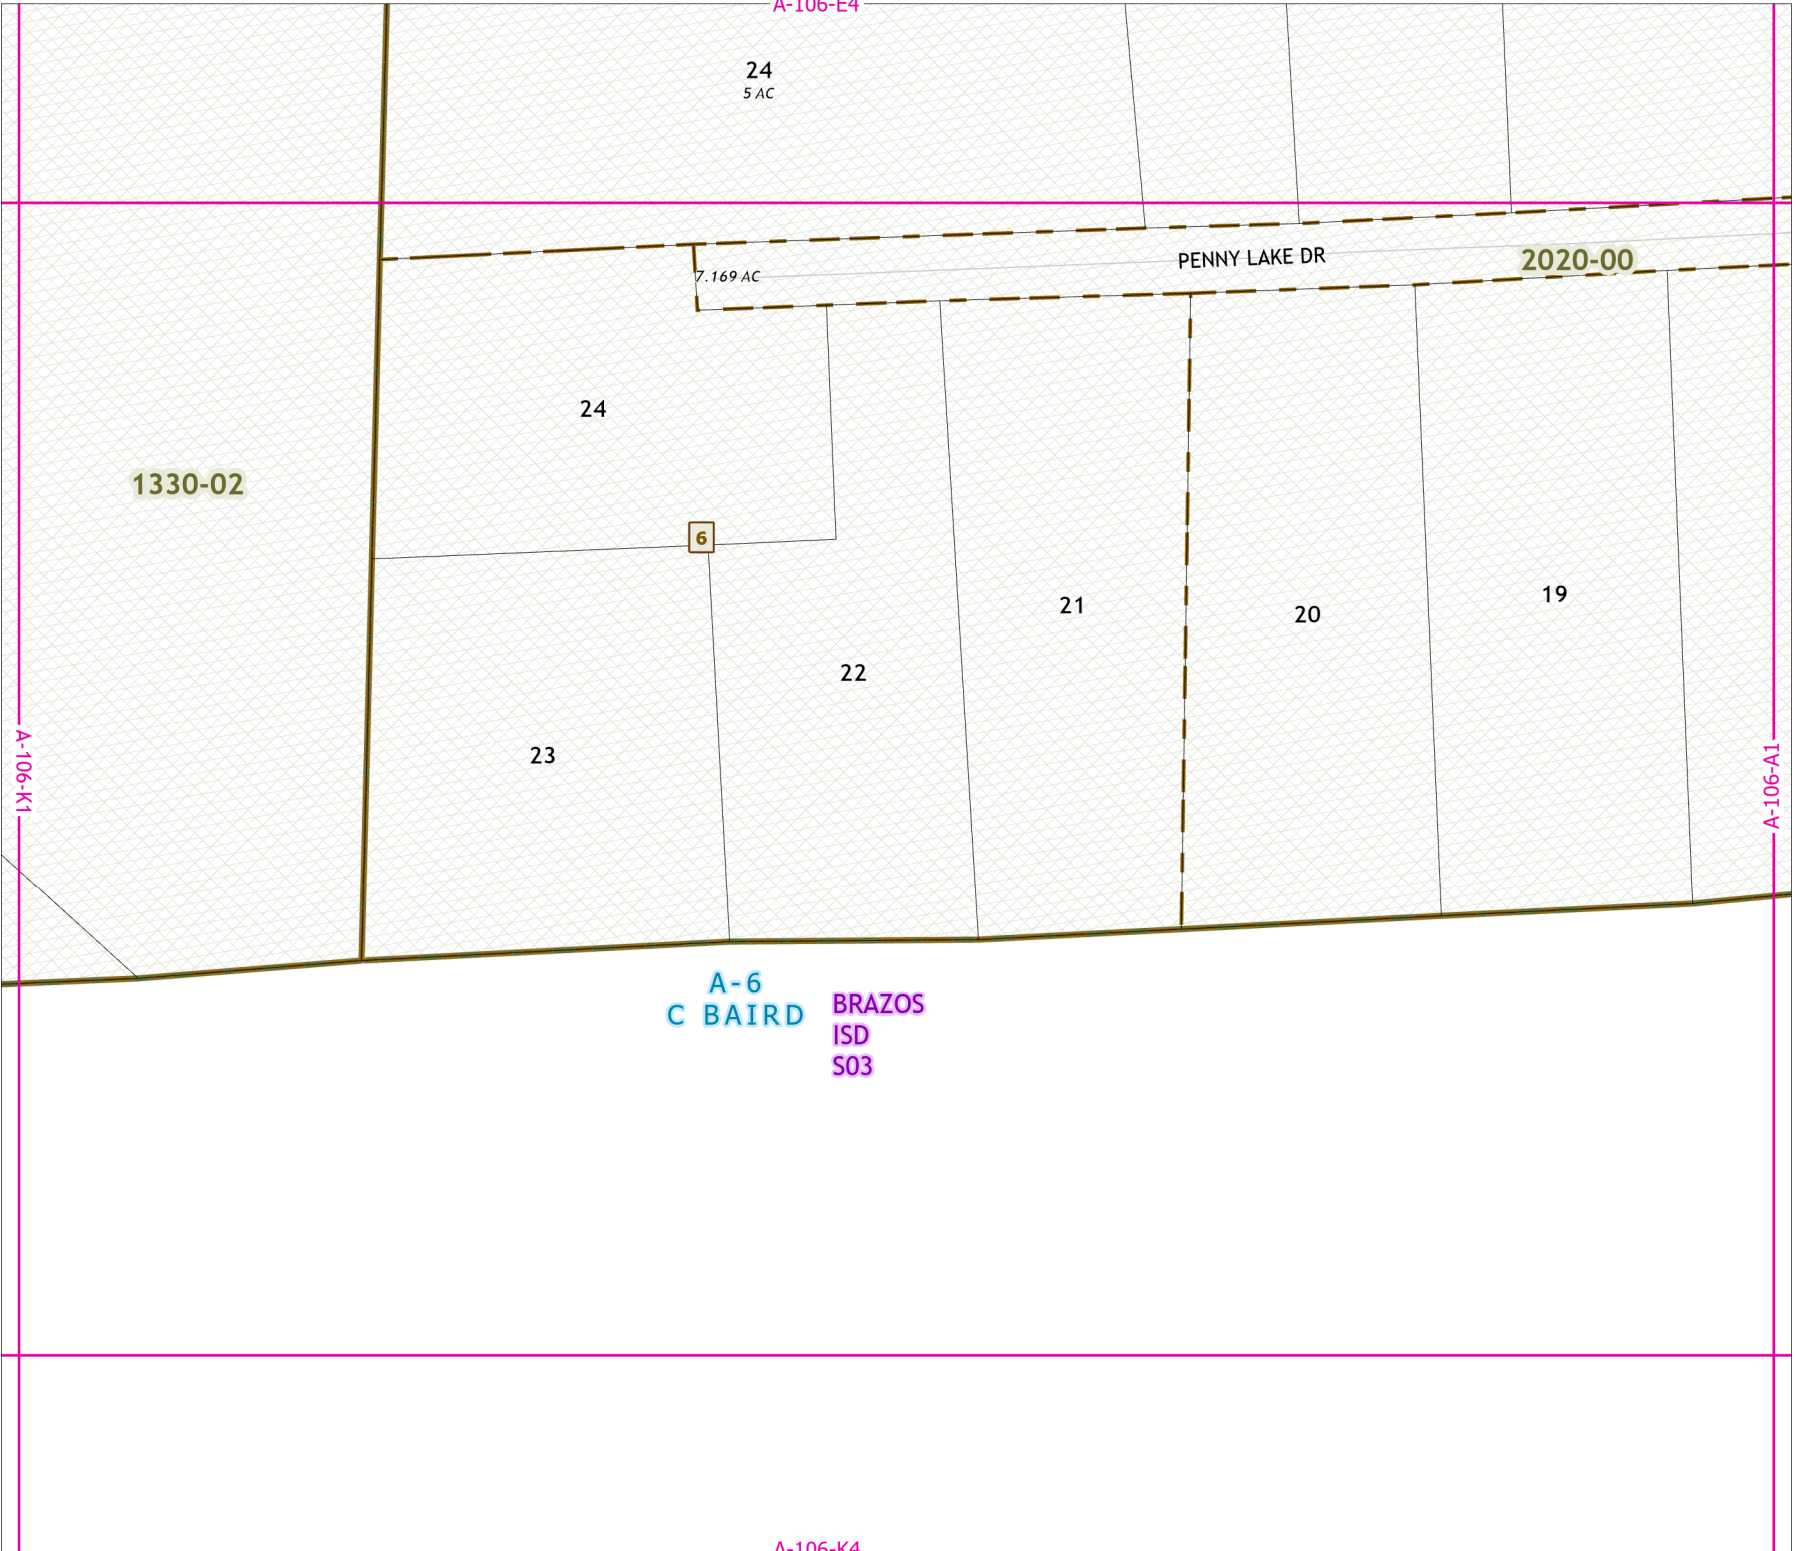 A-106-E4
24
5 AC
PENNY LAKE DR
2020-00
7.169 AC
24
1330-02
6
21
20
19
22
23
A-106-K1
A-106-A1
A-6
C BAIRD
BRAZOS
ISD
S03
A-106-K4